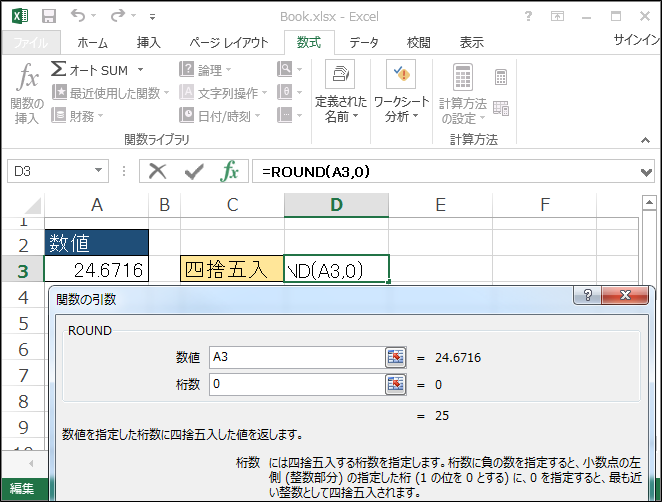 Book.xlsx - Excel
ファイル ホーム 挿入 ページ レイアウト 数式 データ 校閲 表示 サインイン
Σ オート SUM
最近使用した関数
財務
論理
文字列操作
日付/時刻
関数の
挿入
定義された
名前
ワークシート
分析
計算方法
の設定
関数ライブラリ
計算方法
D3
fx
=ROUND(A3,0)
A B C D E F
1
2 数値
3 24.6716 四捨五入 ND(A3,0)
4
5
6
7
8
9
10
関数の引数
ROUND
数値 A3 = 24.6716
桁数 0 = 0
= 25
数値を指定した桁数に四捨五入した値を返します。
桁数 には四捨五入する桁数を指定します。桁数に負の数を指定すると、小数点の左
側 (整数部分) の指定した桁 (1 の位を 0 とする) に、0 を指定すると、最も近
い整数として四捨五入されます。
編集